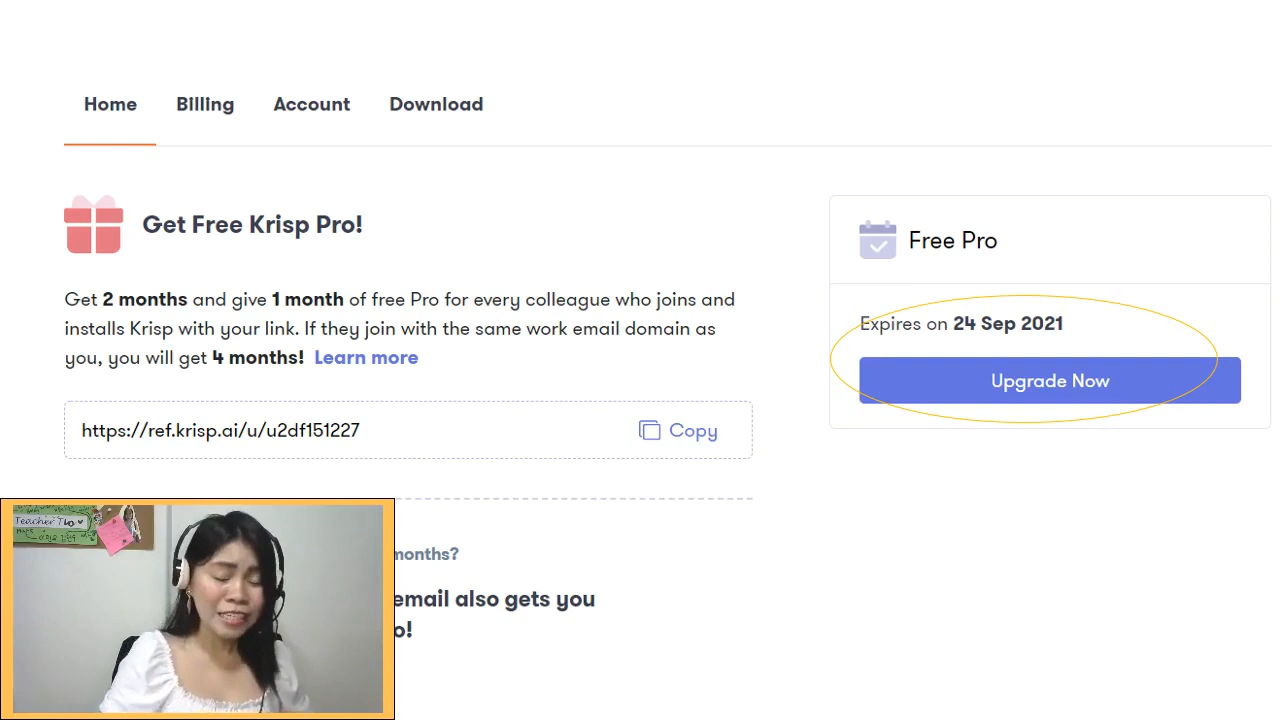 Home Billing Account Download
Get Free Krisp Pro!
Get 2 months and give 1 month of free Pro for every colleague who joins and
installs Krisp with your link. If they join with the same work email domain as
you, you will get 4 months! Learn more
https://ref.krisp.ai/u/u2df151227 Copy
Free Pro
Expires on 24 Sep 2021
Upgrade Now
months?
email also gets you
o!
Teacher